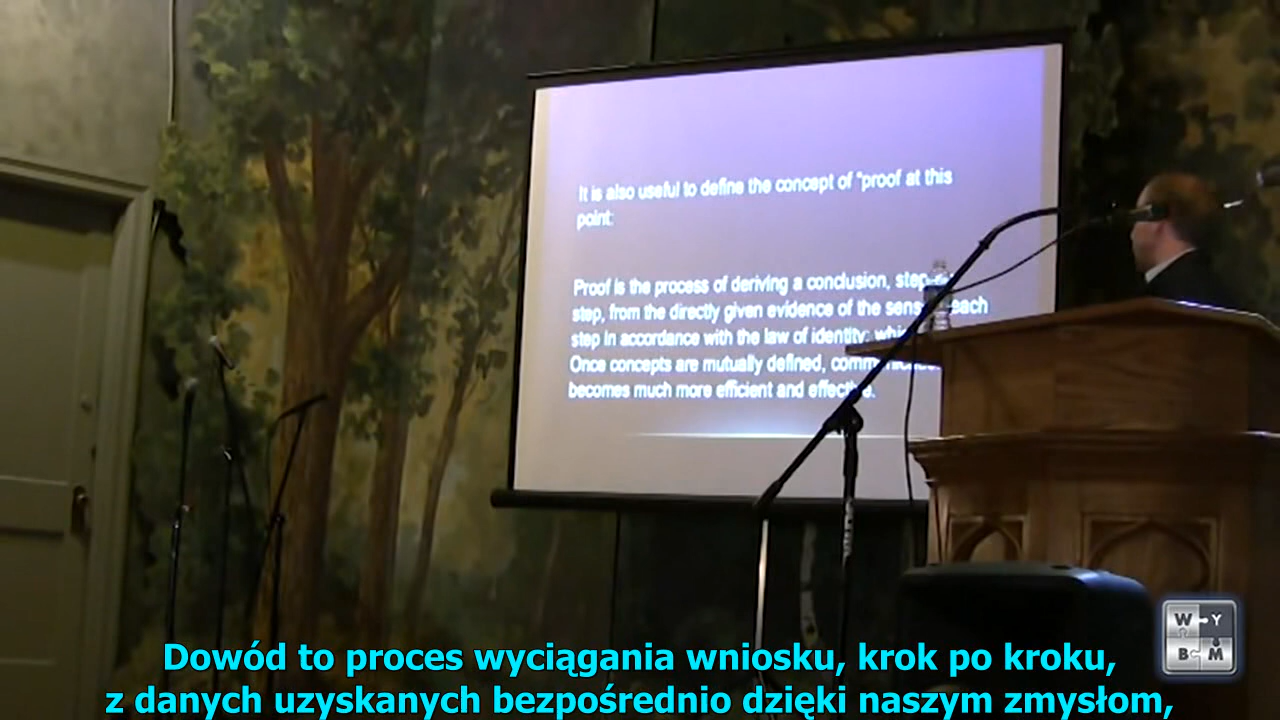 It is also useful to define the concept of "proof at this
point:
Proof is the process of deriving a conclusion, step
step, from the directly given evidence of the each
step in accordance with the law of identity;
Once concepts are mutually defined,
becomes much more efficient and effective.
Dowód to proces wyciągania wniosku, krok po kroku,
z danych uzyskanych bezpośrednio dzięki naszym zmysłom,
W Y
B M